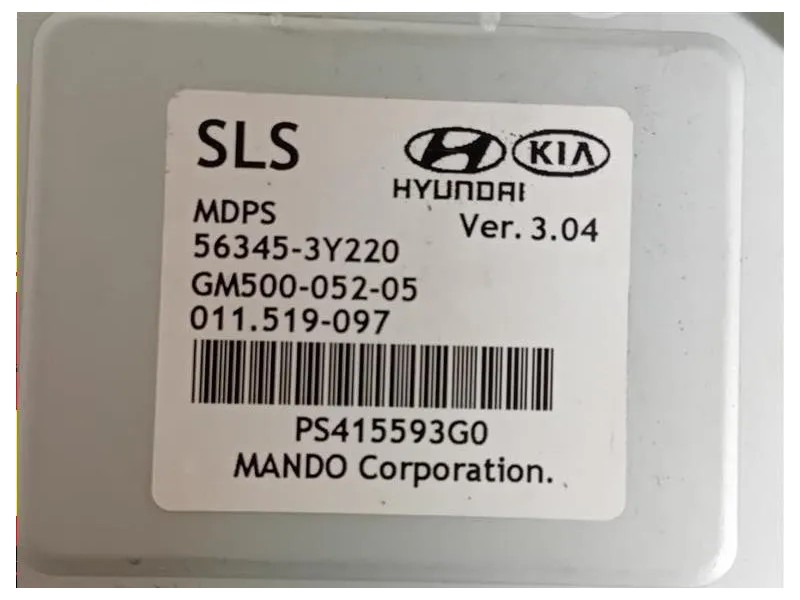 SLS
HYUNDAI
KIA
MDPS
Ver. 3.04
56345-3Y220
GM500-052-05
011.519-097
PS415593G0
MANDO Corporation.